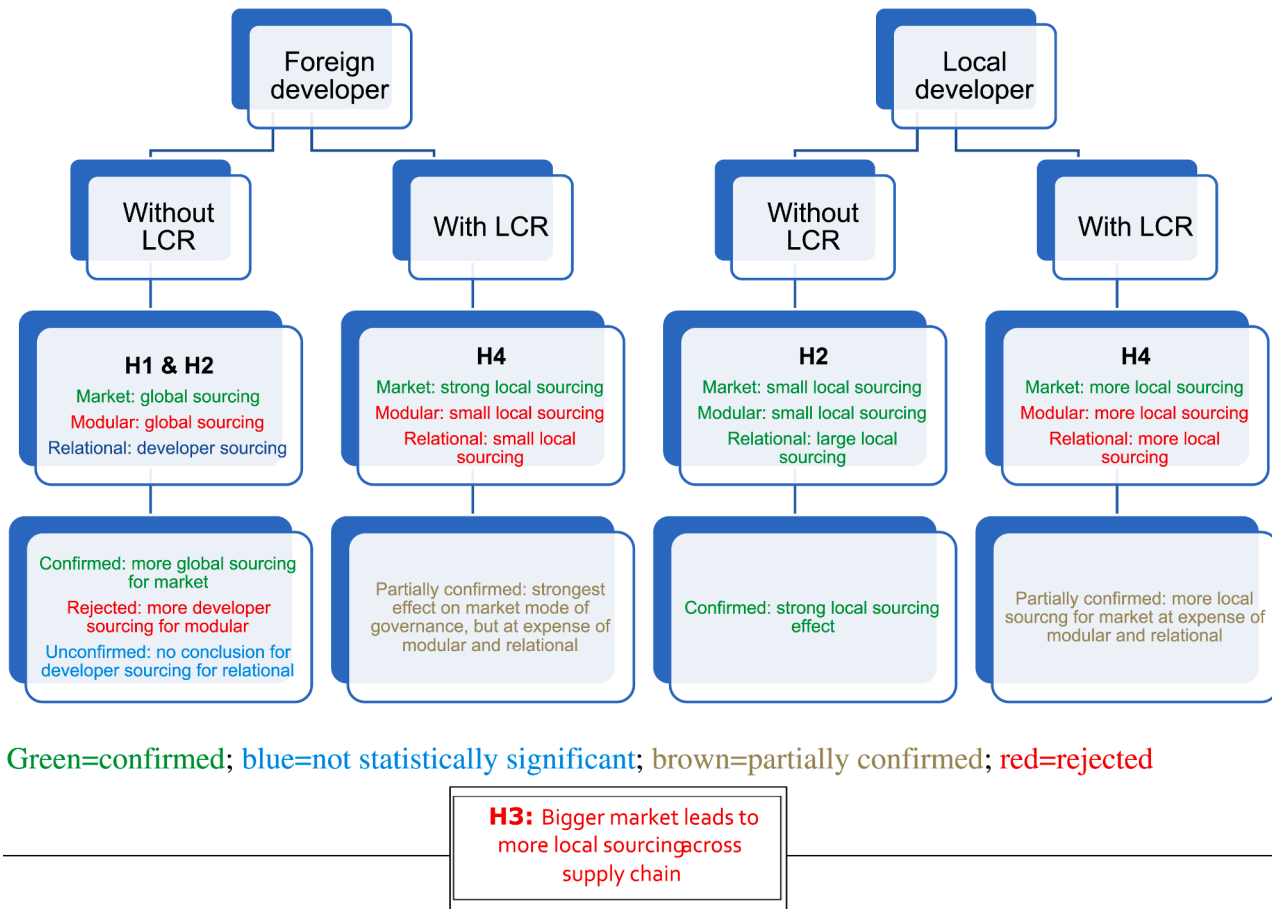 Foreign
developer
Local
developer
Without
LCR
With LCR
Without
LCR
With LCR
H1 & H2
Market: global sourcing
Modular: global sourcing
Relational: developer sourcing
H4
Market: strong local sourcing
Modular: small local sourcing
Relational: small local
sourcing
H2
Market: small local sourcing
Modular: small local sourcing
Relational: large local
sourcing
H4
Market: more local sourcing
Modular: more local sourcing
Relational: more local
sourcing
Confirmed: more global sourcing
for market
Rejected: more developer
sourcing for modular
Unconfirmed: no conclusion for
developer sourcing for relational
Partially confirmed: strongest
effect on market mode of
governance, but at expense of
modular and relational
Confirmed: strong local sourcing
effect
Partially confirmed: more local
sourcng for market at expense of
modular and relational
Green=confirmed; blue=not statistically significant; brown=partially confirmed; red=rejected
H3: Bigger market leads to
more local sourcing across
supply chain